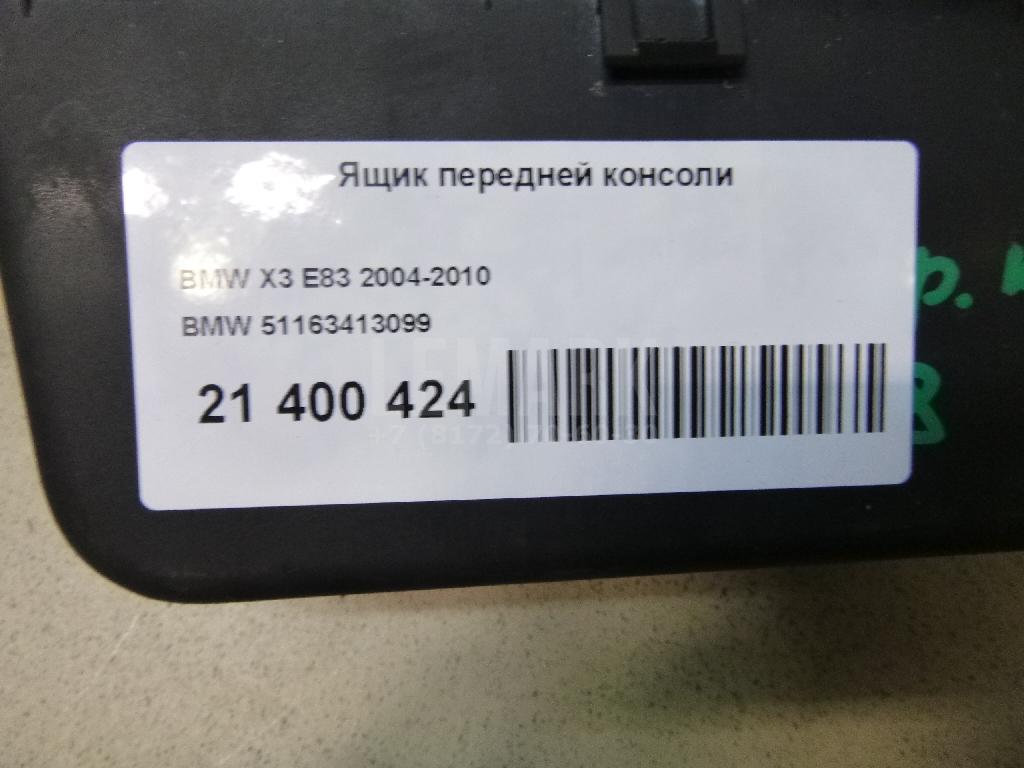 Ящик передней консоли
BMW X3 E83 2004-2010
BMW 51163413099
21 400 424